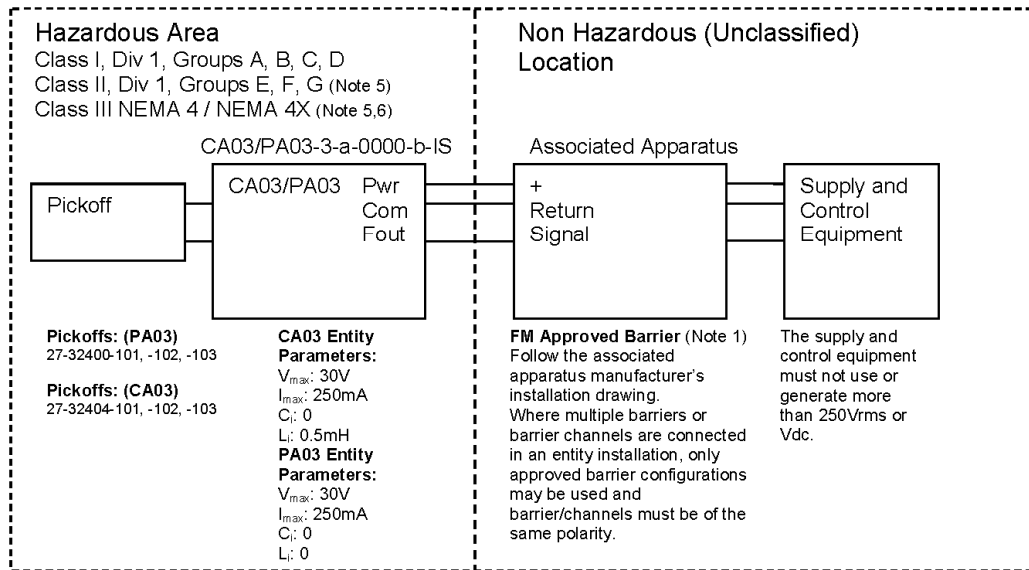 Hazardous Area
Class I, Div 1, Groups A, B, C, D
Class II, Div 1, Groups E, F, G (Note 5)
Class III NEMA 4 / NEMA 4X (Note 5,6)
Non Hazardous (Unclassified)
Location
CA03/PA03-3-a-0000-b-IS
Associated Apparatus
Pickoff
CA03/PA03
Pwr
Com
Fout
+
Return
Signal
Supply and
Control
Equipment
Pickoffs: (PA03)
27-32400-101, -102, -103
Pickoffs: (CA03)
27-32404-101, -102, -103
CA03 Entity
Parameters:
Vmax: 30V
Imax: 250mA
Ci: 0
Li: 0.5mH
PA03 Entity
Parameters:
Vmax: 30V
Imax: 250mA
Ci: 0
Li: 0
FM Approved Barrier (Note 1)
Follow the associated
apparatus manufacturer's
installation drawing.
Where multiple barriers or
barrier channels are connected
in an entity installation, only
approved barrier configurations
may be used and
barrier/channels must be of the
same polarity.
The supply and
control equipment
must not use or
generate more
than 250Vrms or
Vdc.